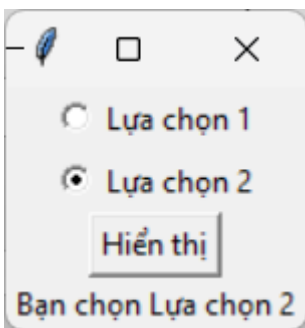 Lựa chọn 1
Lựa chọn 2
Hiển thị
Bạn chọn Lựa chọn 2